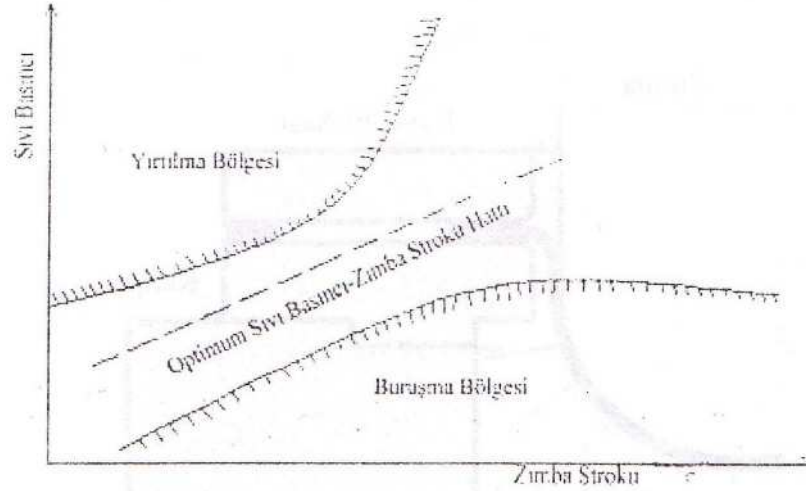 Sıvı Basıncı
Yırtılma Bölgesi
Optimum Sıvı Basıncı-Zımba Stroku Hattı
Buruşma Bölgesi
Zımba Stroku